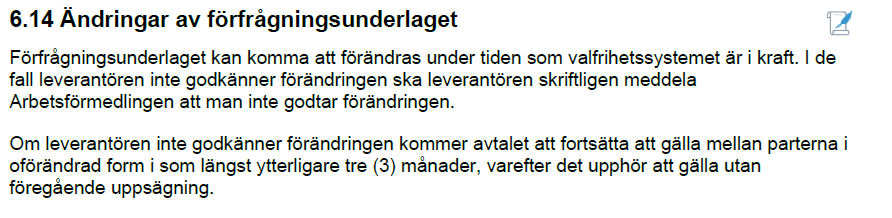 6.14 Ändringar av förfrågningsunderlaget
Förfrågningsunderlaget kan komma att förändras under tiden som valfrihetssystemet är i kraft. I de
fall leverantören inte godkänner förändringen ska leverantören skriftligen meddela
Arbetsförmedlingen att man inte godtar förändringen.
Om leverantören inte godkänner förändringen kommer avtalet att fortsätta att gälla mellan parterna i
oförändrad form i som längst ytterligare tre (3) månader, varefter det upphör att gälla utan
föregående uppsägning.